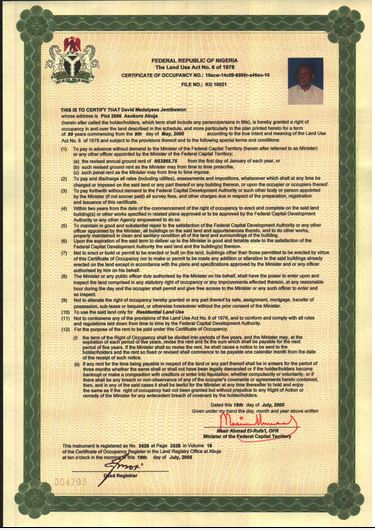 FEDERAL REPUBLIC OF NIGERIA
The Land Use Act No. 6 of 1978
CERTIFICATE OF OCCUPANCY NO.:
FILE NO.: KG 10021
THIS IS TO CERTIFY THAT David Medaiyese Jemibewon
whose address is Plot 2686 Asokoro Abuja
(herein after called the holder/holders, which term shall include any person/persons in title), is hereby granted a right of
occupancy in and over the land described in the schedule, and more particularly in the plan printed hereto for a term
of 99 years commencing from the 8th day of May, 2000 according to the true intent and meaning of the Land Use
Act No. 6 of 1978 and subject to the provisions thereof and to the following special terms and conditions:
(1) To pay in advance without demand to the Minister of the Federal Capital Territory (herein after referred to as Minister)
or any other officer appointed by the Minister of the Federal Capital Territory.
(a) the revised annual ground rent of N53865.75 from the first day of January of each year, or
(b) such revised ground rent as the Minister may from time to time prescribe,
(c) such penal rent as the Minister may from time to time impose.
(2) To pay and discharge all rates (including utilities), assessments and impositions, whatsoever which shall at any time be
charged or imposed on the said land or any part thereof or any building thereon, or upon the occupier or occupiers thereof.
(3) To pay forthwith without demand to the Federal Capital Development Authority or such other body or person appointed
by the Minister (if not sooner paid) all survey fees, and other charges due in respect of the preparation, registration
and issuance of this certificate.
(4) Within two years from the date of the commencement of the right of occupancy to erect and complete on the said land
building(s) or other works specified in related plans approved or to be approved by the Federal Capital Development
Authority or any other Agency empowered to do so.
(5) To maintain in good and substantial repair to the satisfaction of the Federal Capital Development Authority or any other
officer appointed by the Minister, all buildings on the said land and appurtenances thereto, and to do other works,
properly maintained in clean and sanitary condition all of the land and surroundings of the buildings.
(6) Upon the expiration of the said term to deliver up to the Minister in good and tenable state to the satisfaction of the
Federal Capital Development Authority the said land and the building(s) thereon.
(7) Not to erect or build or permit to be erected or built on the land, buildings other than those permitted to be erected by virtue
of this Certificate of Occupancy nor to make or permit to be made any addition or alteration to the said buildings already
erected on the land except in accordance with the plans and specifications approved by the Minister and or any officer
authorised by him on his behalf.
(8) The Minister or any public officer duly authorised by the Minister on his behalf, shall have the power to enter upon and
inspect the land comprised in any statutory right of occupancy or any improvements effected thereon, at any reasonable
hour during the day and the occupier shall permit and give free access to the Minister or any such officer to enter and
so inspect.
(9) Not to alienate the right of occupancy hereby granted or any part thereof by sale, assignment, mortgage, transfer of
possession, sub-lease or bequest, or otherwise howsoever without the prior consent of the Minister.
(10) To use the said land only for Residential Land Use
(11) Not to contravene any of the provisions of the Land Use Act No. 6 of 1978, and to conform and comply with all rules
and regulations laid down from time to time by the Federal Capital Development Authority.
(12) For the purpose of the rent to be paid under this Certificate of Occupancy:
(i) the term of the Right of Occupancy shall be divided into periods of five years, and the Minister may, at the
expiration of each period of five years, revise the rent and fix the sum which shall be payable for the next
period of five years. If the Minister shall so revise the rent, he shall cause a notice to be sent to the
holder/holders and the rent so fixed or revised shall commence to be payable one calendar month from the date
of the receipt of such notice.
(ii) If any rent for the time being payable in respect of the land or any part thereof shall be in arrears for the period of
three months whether the same shall or shall not have been legally demanded or if the holder/holders become
bankrupt or make a composition with creditors or enter into liquidation, whether compulsorily or voluntarily, or if
there shall be any breach or non-observance of any of the occupier's covenants or agreements herein contained,
then, and in any of the said cases it shall be lawful for the Minister at any time thereafter to hold and enjoy
the same as if the right of occupancy had not been granted but without prejudice to any Right of Action or
remedy of the Minister for any antecedent breach of covenant by the holder/holders.
Dated this 18th day of July, 2005
Given under my hand the day, month and year above written
Nasir Ahmad El-Rufa'i, OFR
Minister of the Federal Capital Territory
This instrument is registered as No. 3628 at Page 3628 in Volume 18
of the Certificate of Occupancy Register in the Land Registry Office at Abuja
at ten o'clock in the morning of 19th day of July, 2005
Deed Registrar
004793